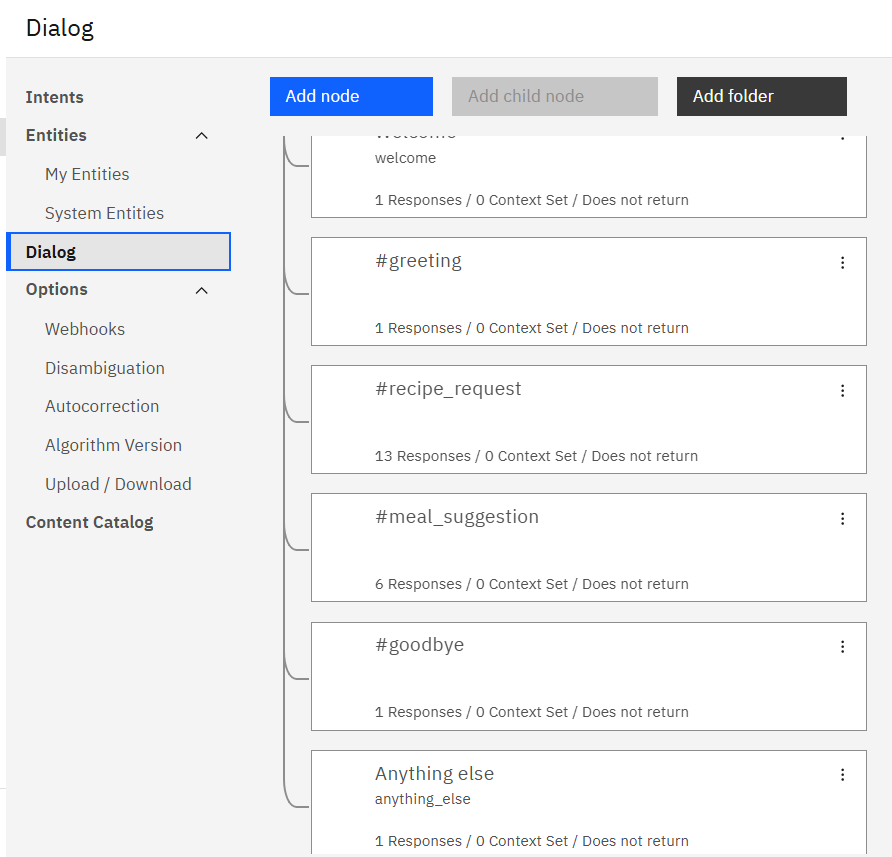 Dialog
Intents
Entities
My Entities
System Entities
Dialog
Options
Webhooks
Disambiguation
Autocorrection
Algorithm Version
Upload / Download
Content Catalog
Add node
Add child node
Add folder
Welcome
welcome
1 Responses / 0 Context Set / Does not return
#greeting
1 Responses / 0 Context Set / Does not return
#recipe_request
13 Responses / 0 Context Set / Does not return
#meal_suggestion
6 Responses / 0 Context Set / Does not return
#goodbye
1 Responses / 0 Context Set / Does not return
Anything else
anything_else
1 Responses / 0 Context Set / Does not return